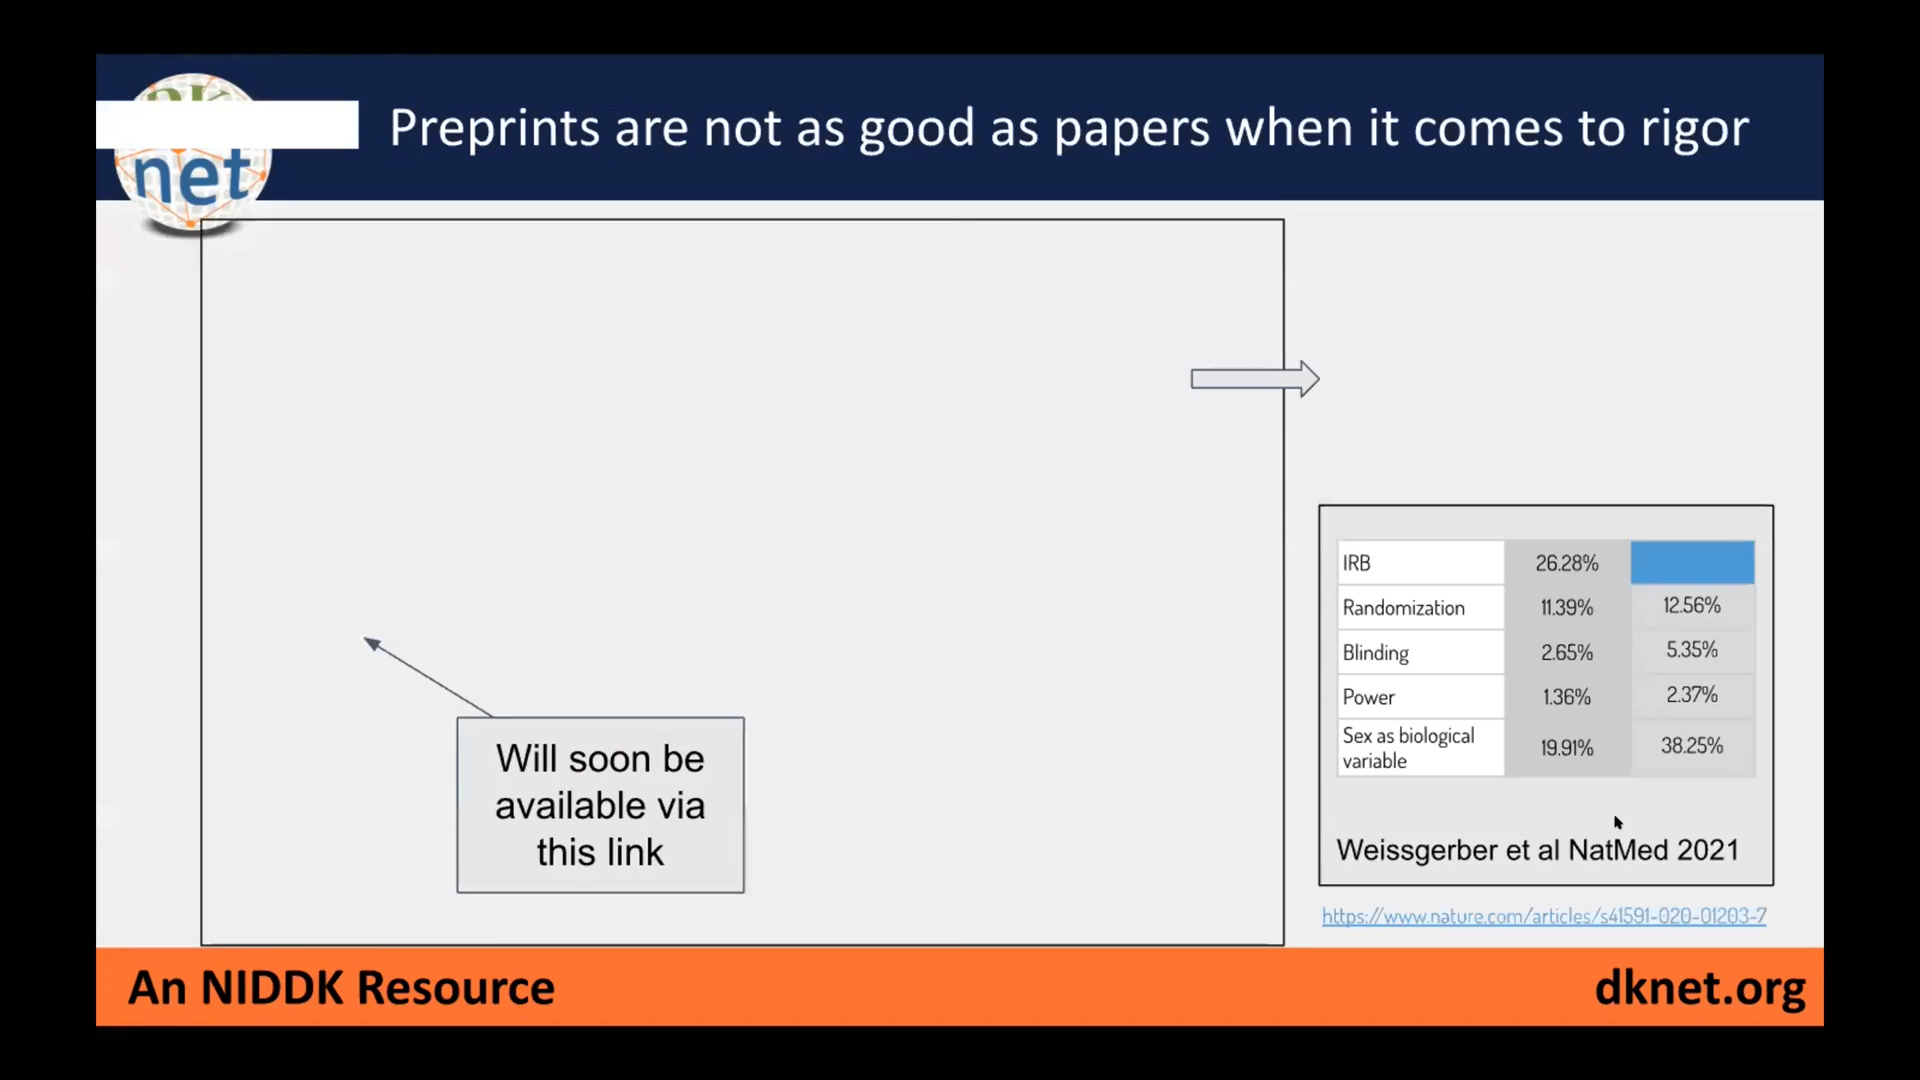 Preprints are not as good as papers when it comes to rigor
net
IRB 26.28%
Randomization 11.39% 12.56%
Blinding 2.65% 5.35%
Power 1.36% 2.37%
Sex as biological
variable 19.91% 38.25%
Weissgerber et al NatMed 2021
https://www.nature.com/articles/s41591-020-01203-7
Will soon be
available via
this link
An NIDDK Resource
dknet.org